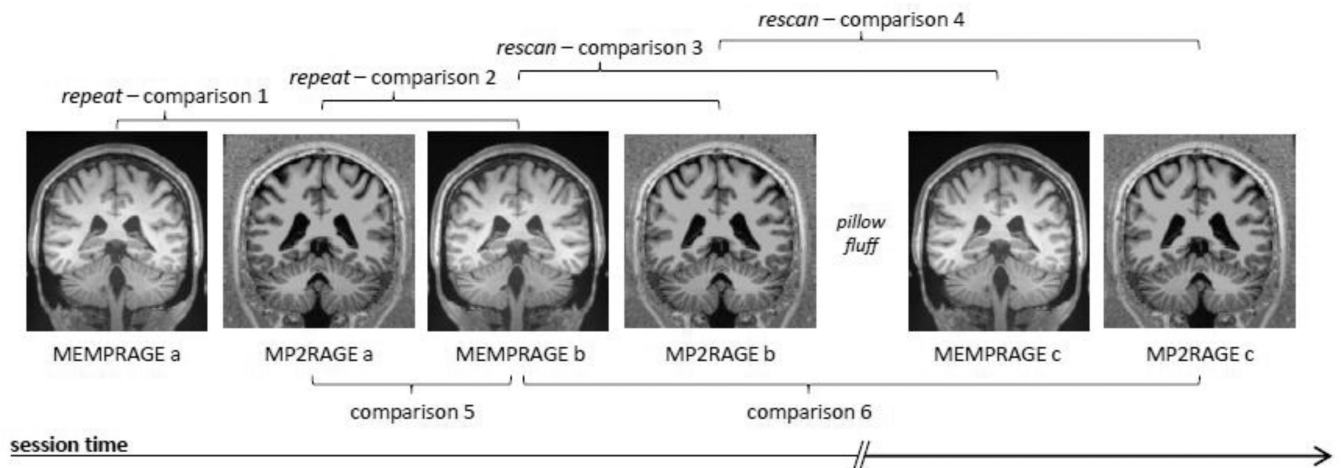 rescan – comparison 4
rescan – comparison 3
repeat – comparison 2
repeat – comparison 1
pillow
fluff
MEMPRAGE a
MP2RAGE a
MEMPRAGE b
MP2RAGE b
MEMPRAGE c
MP2RAGE c
comparison 5
comparison 6
session time